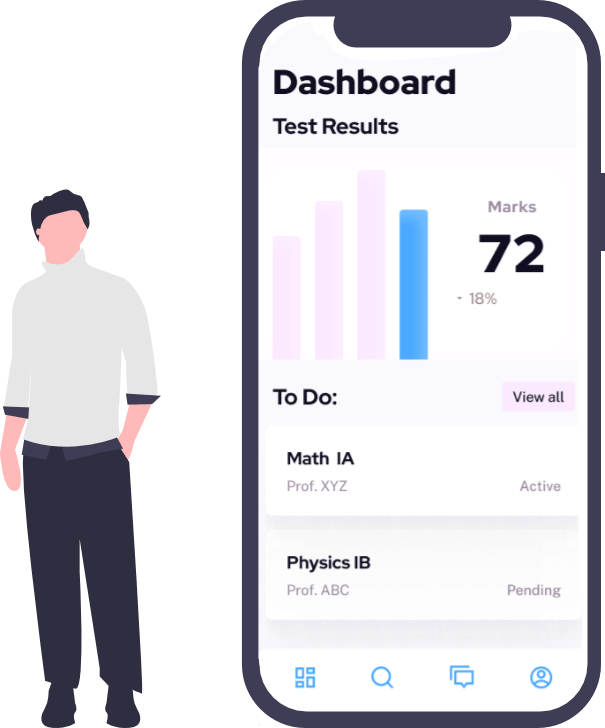 Dashboard
Test Results
Marks
72
- 18%
To Do:
View all
Math IA
Prof. XYZ
Active
Physics IB
Prof. ABC
Pending